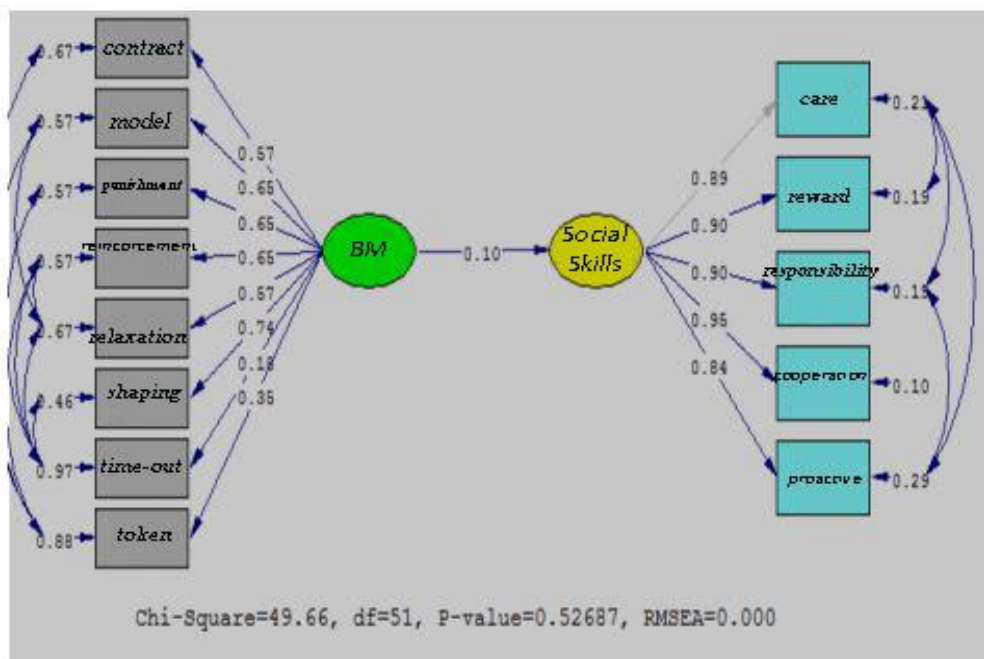 0.67 contract
0.57 model
0.57 punishment
0.57 reinforcement
0.67 relaxation
0.46 shaping
0.97 time-out
0.88 token
0.57
0.65
0.65
0.65
0.57
0.74
0.18
0.35
BM
0.10
Social
Skills
0.89
0.90
0.90
0.95
0.84
care 0.21
reward 0.19
responsibility 0.19
cooperation 0.10
proactive 0.29
Chi-Square=49.66, df=51, P-value=0.52687, RMSEA=0.000